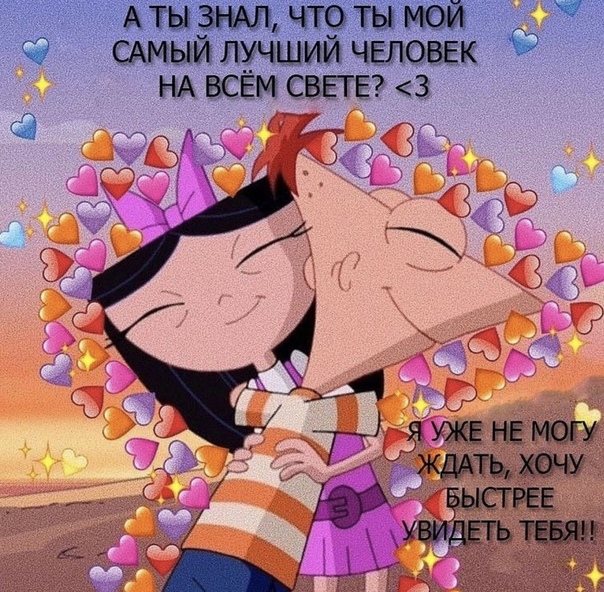 А ТЫ ЗНАЛ, ЧТО ТЫ МОЙ
САМЫЙ ЛУЧШИЙ ЧЕЛОВЕК
НА ВСЁМ СВЕТЕ? <3
Я УЖЕ НЕ МОГУ
ЖДАТЬ, ХОЧУ
БЫСТРЕЕ
УВИДЕТЬ ТЕБЯ!!